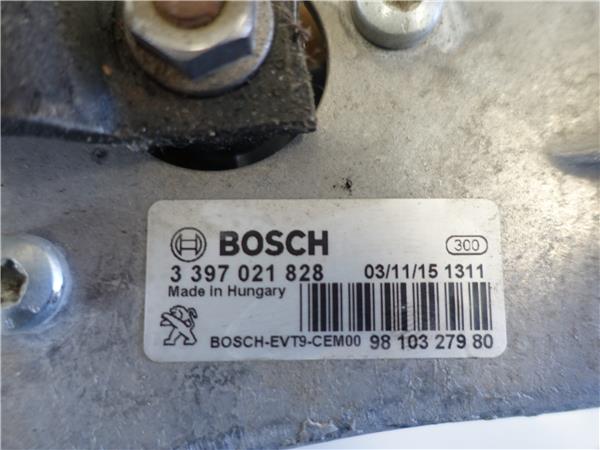 BOSCH 300
3 397 021 828 03/11/15 1311
Made in Hungary
BOSCH-EVT9-CEM00 98 103 279 80